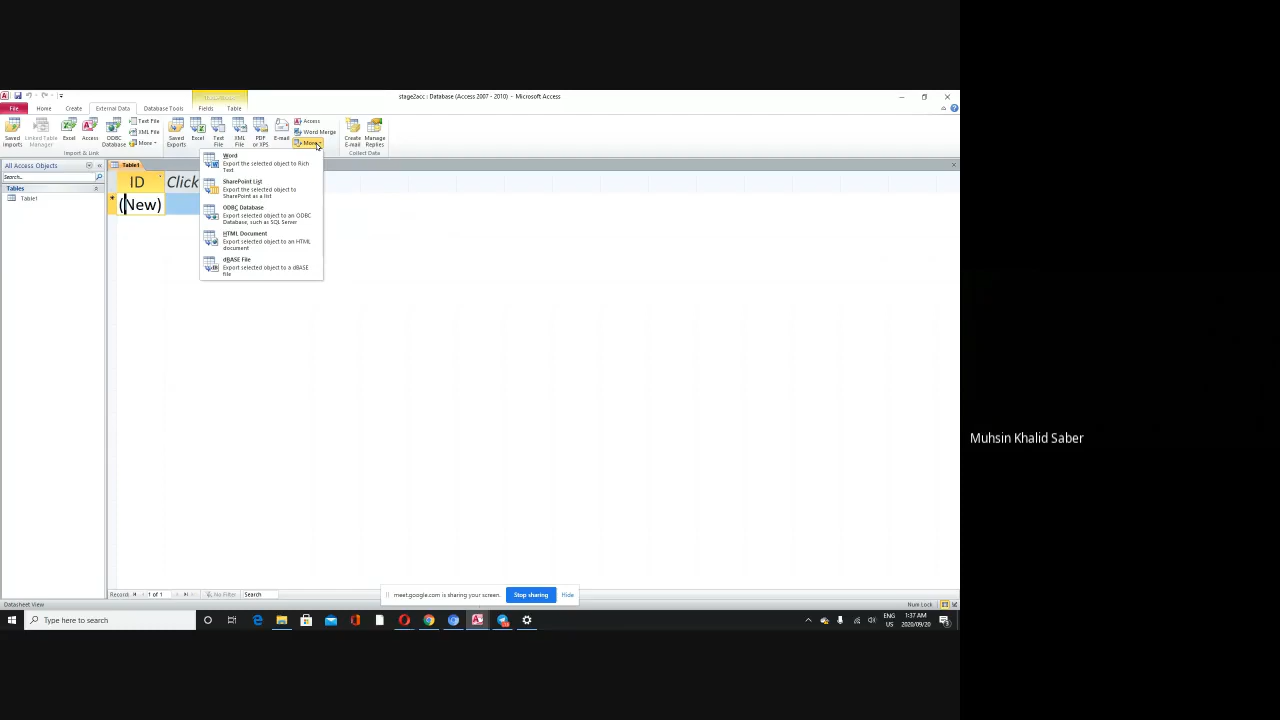 stage2acc : Database (Access 2007 - 2010) - Microsoft Access
File Home Create External Data Database Tools Fields Table
Saved Imports
Linked Table Manager
Excel
Access
ODBC Database
Text File
XML File
More
Import & Link
Saved Exports
Excel
Text File
XML File
PDF or XPS
E-mail
Access
Word Merge
More
Create E-mail
Manage Replies
Collect Data
All Access Objects
Search...
Tables
Table1
Table1
ID Click
(New)
Word
Export the selected object to Rich
Text
SharePoint List
Export the selected object to
SharePoint as a list
ODBC Database
Export selected object to an ODBC
Database, such as SQL Server
HTML Document
Export selected object to an HTML
document
dBASE File
Export selected object to a dBASE
file
Muhsin Khalid Saber
Record: 1 of 1 No Filter Search
meet.google.com is sharing your screen. Stop sharing Hide
Datasheet View Num Lock
Type here to search
ENG
US
1:37 AM
2020/09/20